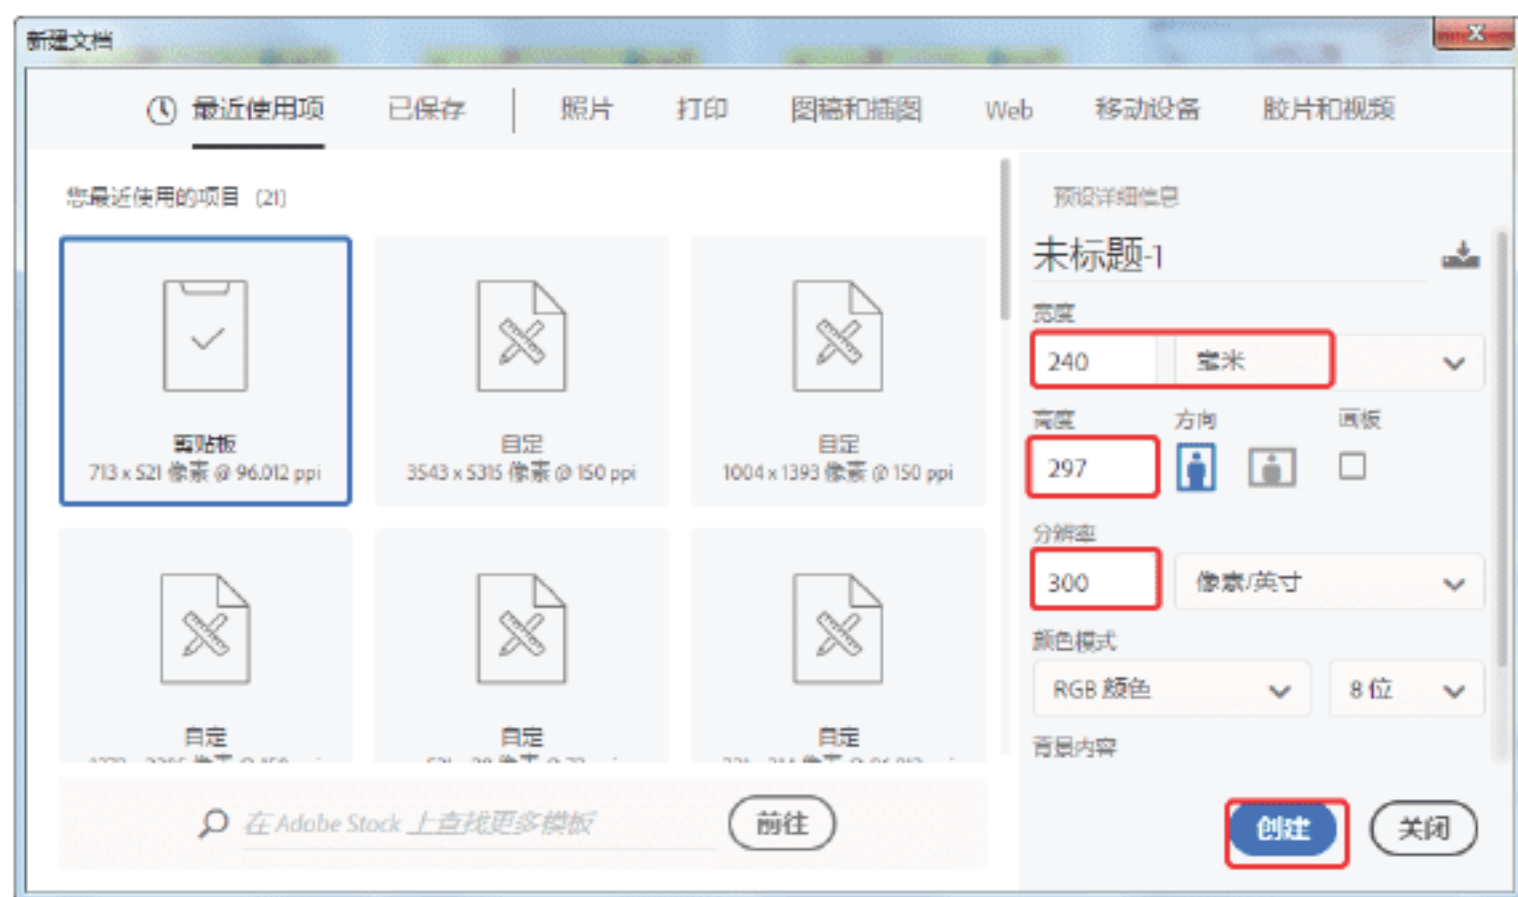 新建文档
最近使用项 已保存 照片 打印 图稿和插图 Web 移动设备 胶片和视频
您最近使用的项目 (21)
剪贴板
713 x 521 像素 @ 96.012 ppi
自定
3543 x 5315 像素 @ 150 ppi
自定
1004 x 1393 像素 @ 150 ppi
自定
自定
自定
在 Adobe Stock 上查找更多模板
前往
预设详细信息
未标题-1
宽度
240 毫米
高度 方向 画板
297
分辨率
300 像素/英寸
颜色模式
RGB 颜色 8 位
背景内容
创建 关闭